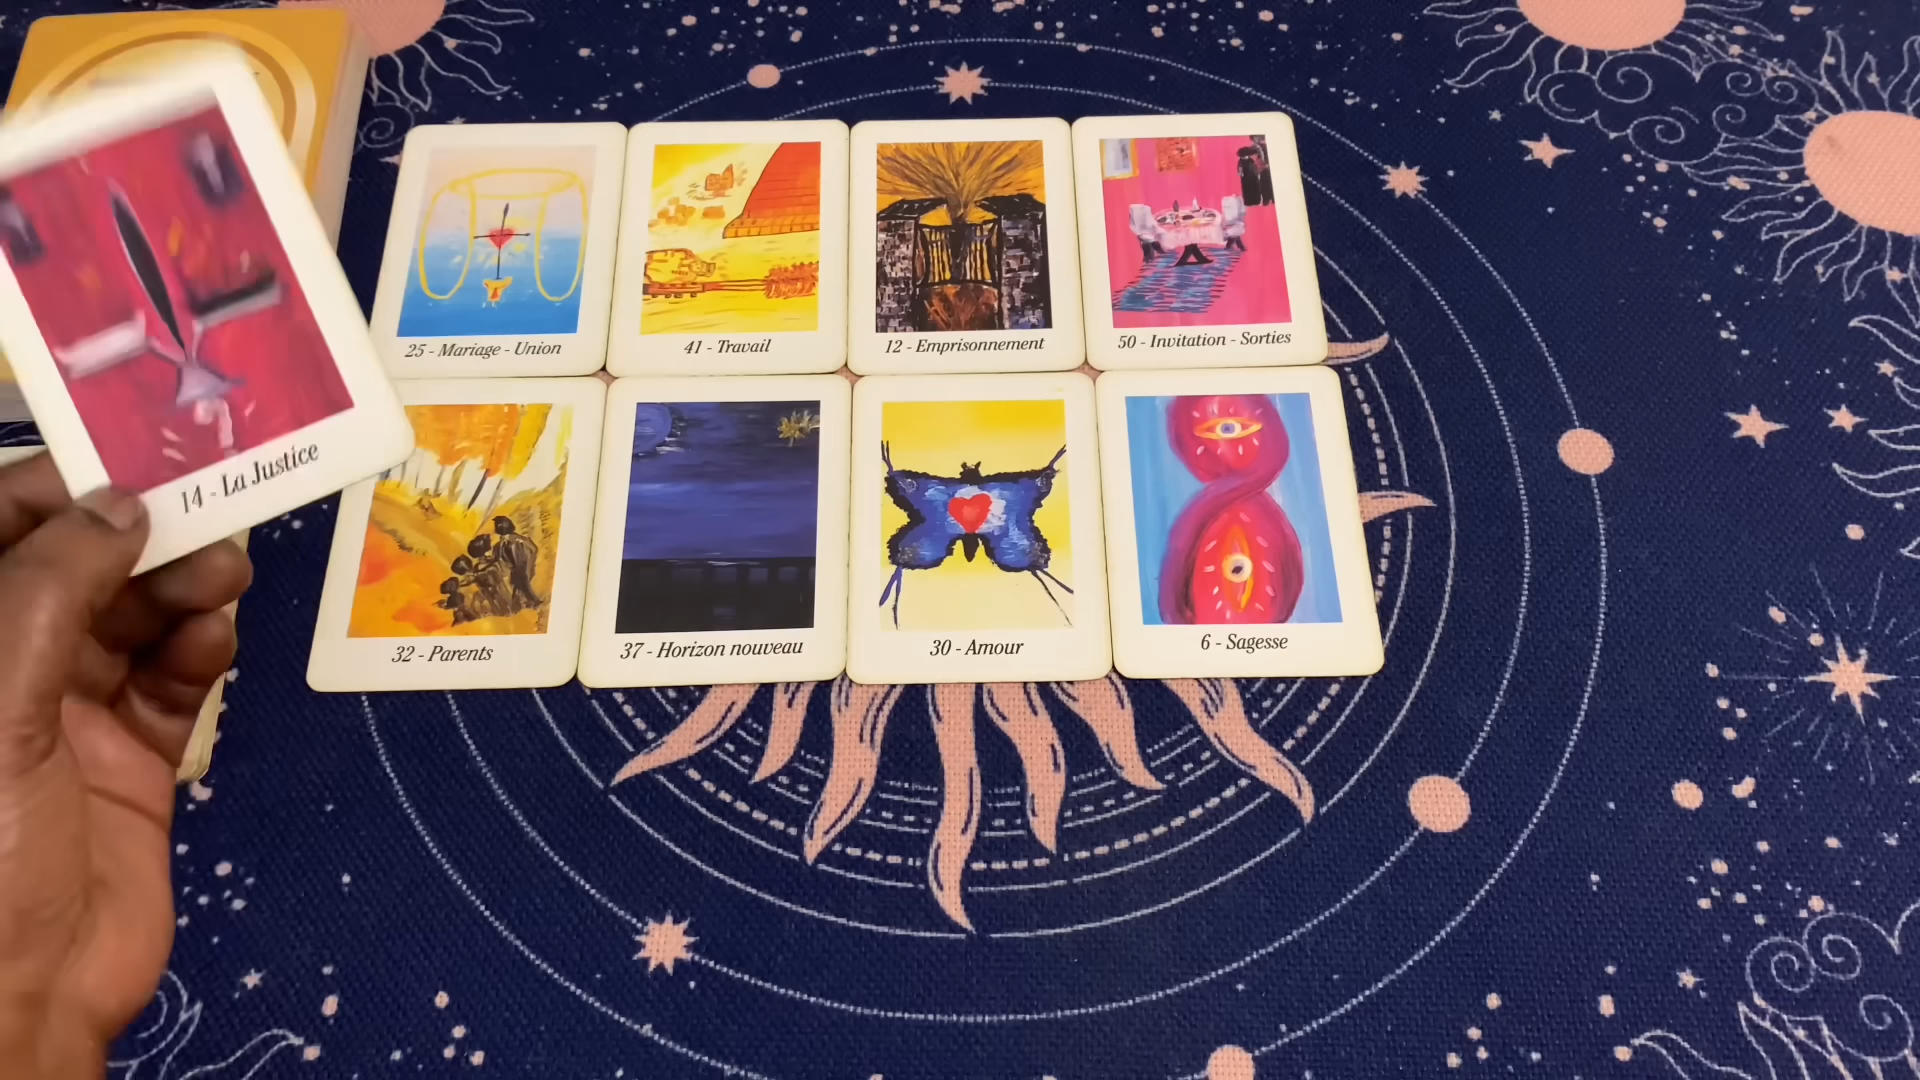 25 - Mariage - Union
41 - Travail
12 - Emprisonnement
50 - Invitation - Sorties
14 - La Justice
32 - Parents
37 - Horizon nouveau
30 - Amour
6 - Sagesse